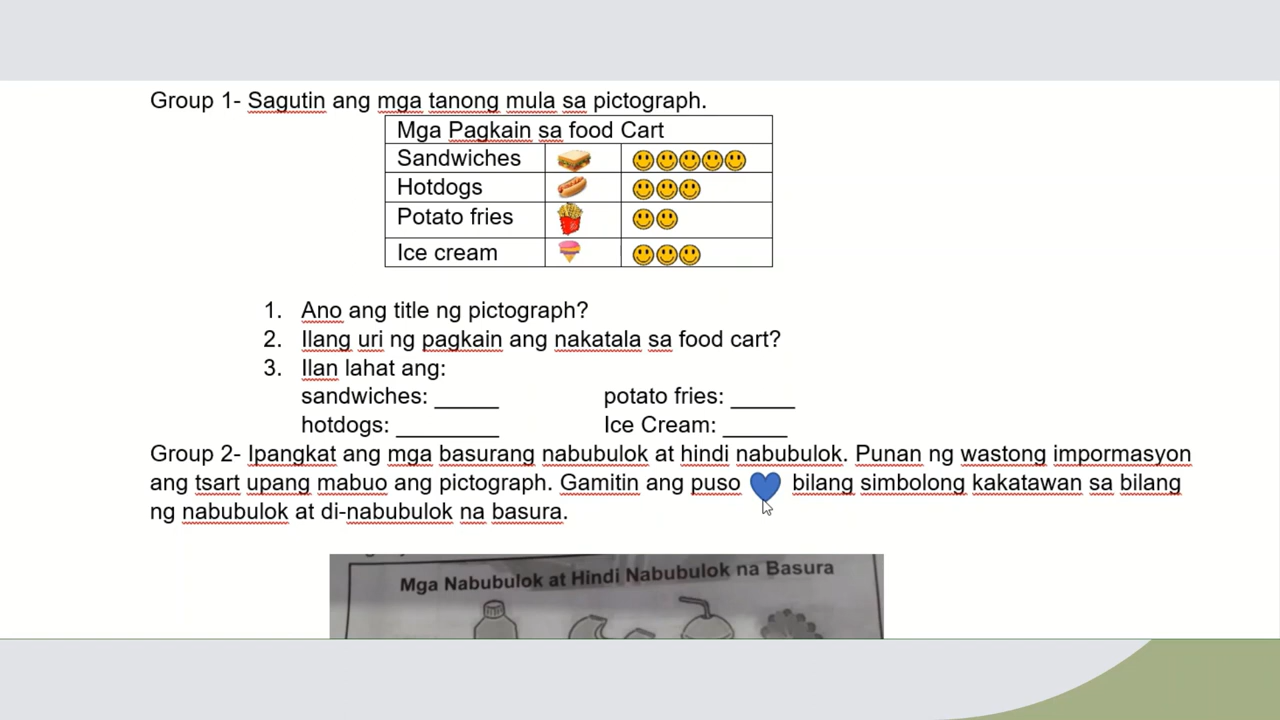 Group 1- Sagutin ang mga tanong mula sa pictograph.
Mga Pagkain sa food Cart
Sandwiches
Hotdogs
Potato fries
Ice cream
1. Ano ang title ng pictograph?
2. Ilang uri ng pagkain ang nakatala sa food cart?
3. Ilan lahat ang:
sandwiches: _____ potato fries: _____
hotdogs: ________ Ice Cream: _____
Group 2- Ipangkat ang mga basurang nabubulok at hindi nabubulok. Punan ng wastong impormasyon
ang tsart upang mabuo ang pictograph. Gamitin ang puso bilang simbolong kakatawan sa bilang
ng nabubulok at di-nabubulok na basura.
Mga Nabubulok at Hindi Nabubulok na Basura